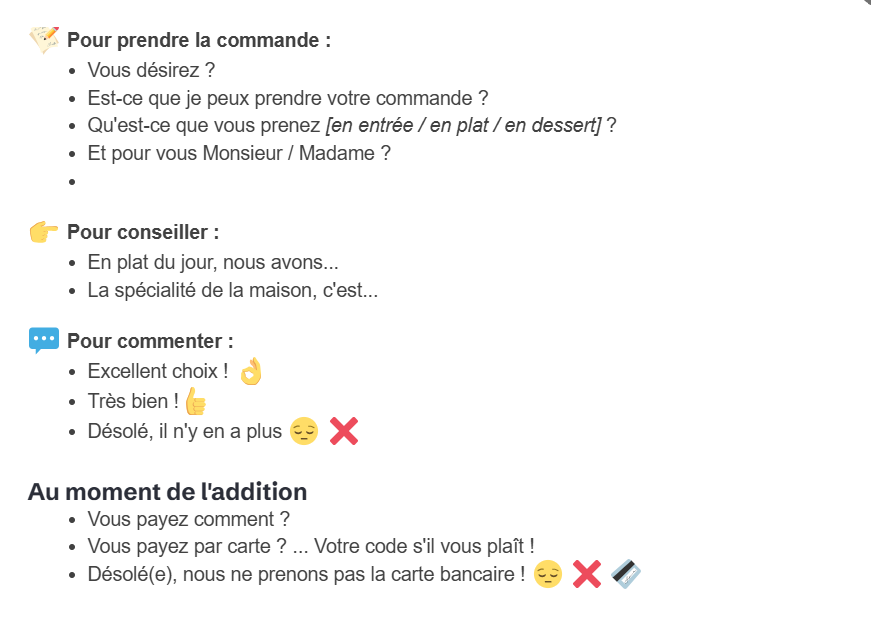 Pour prendre la commande :
Vous désirez ?
Est-ce que je peux prendre votre commande ?
Qu'est-ce que vous prenez [en entrée / en plat / en dessert] ?
Et pour vous Monsieur / Madame ?
Pour conseiller :
En plat du jour, nous avons...
La spécialité de la maison, c'est...
Pour commenter :
Excellent choix !
Très bien !
Désolé, il n'y en a plus
Au moment de l'addition
Vous payez comment ?
Vous payez par carte ? ... Votre code s'il vous plaît !
Désolé(e), nous ne prenons pas la carte bancaire !